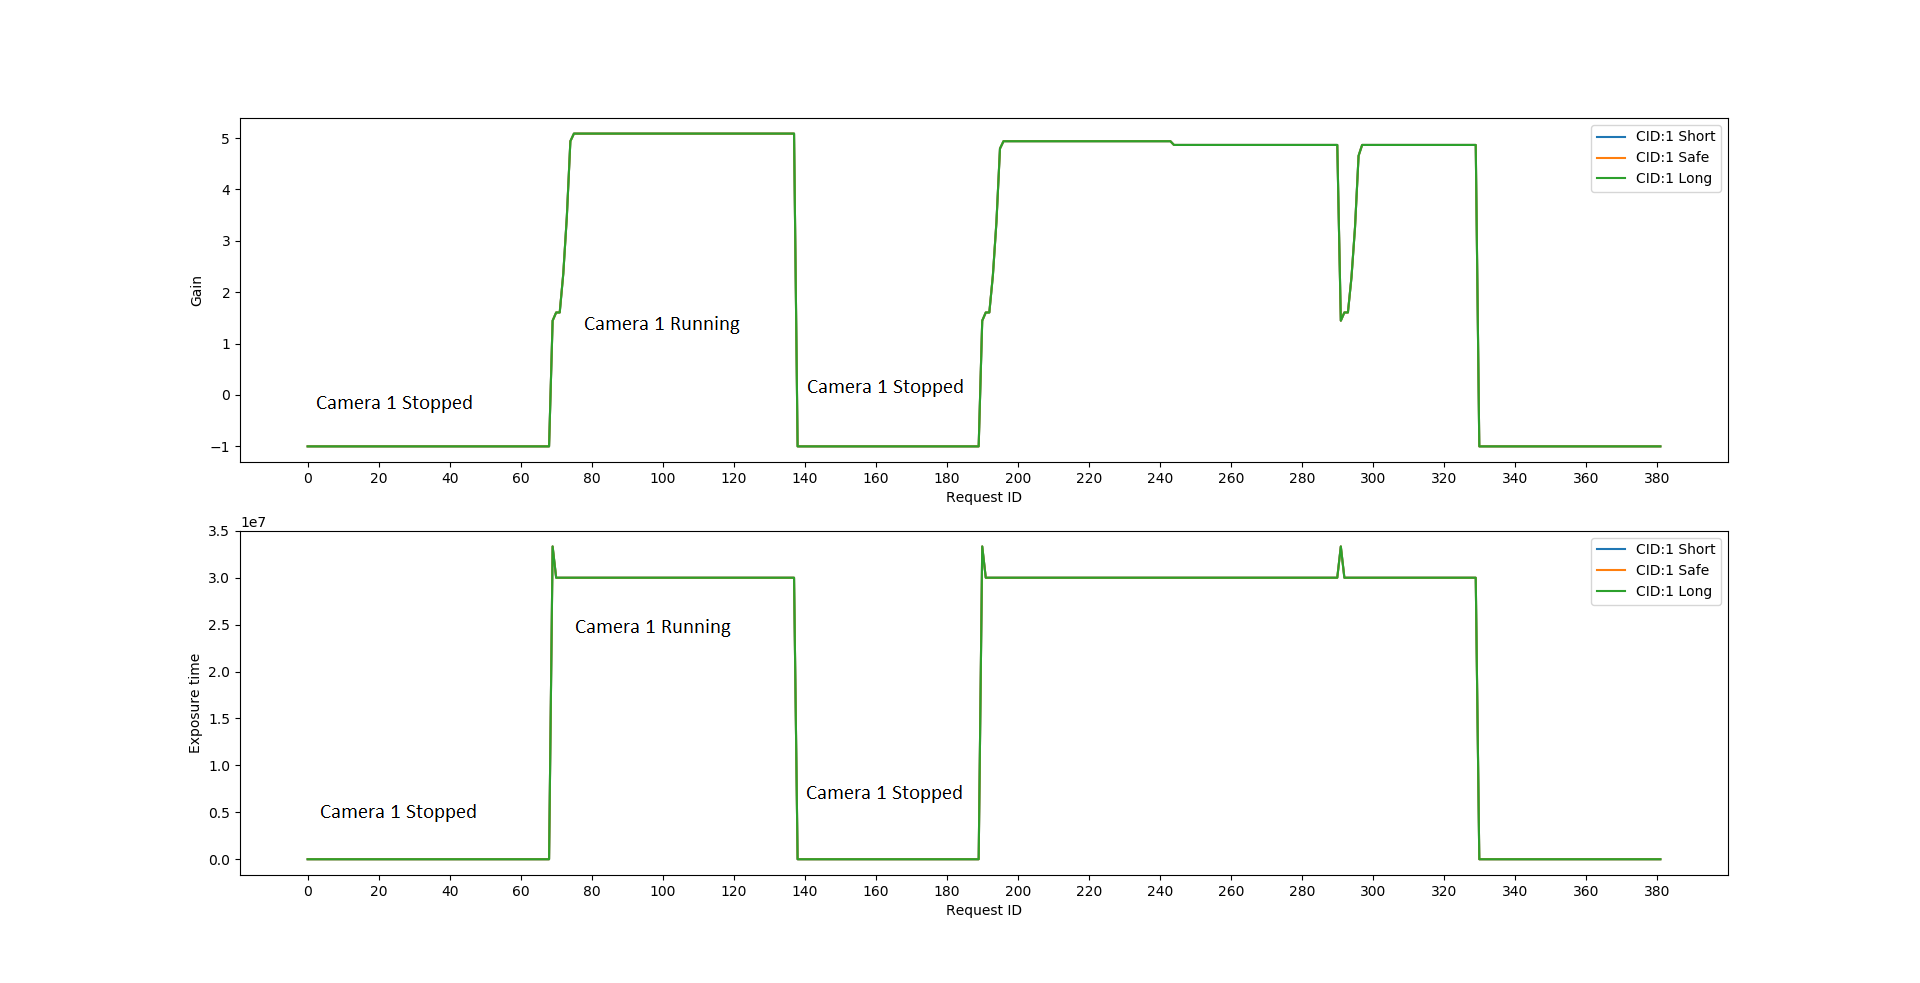 5
4
3
2
1
0
−1
Gain
CID:1 Short
CID:1 Safe
CID:1 Long
Camera 1 Running
Camera 1 Stopped
Camera 1 Stopped
0 20 40 60 80 100 120 140 160 180 200 220 240 260 280 300 320 340 360 380
Request ID
1e7
3.5
3.0
2.5
2.0
1.5
1.0
0.5
0.0
Exposure time
CID:1 Short
CID:1 Safe
CID:1 Long
Camera 1 Running
Camera 1 Stopped
Camera 1 Stopped
0 20 40 60 80 100 120 140 160 180 200 220 240 260 280 300 320 340 360 380
Request ID